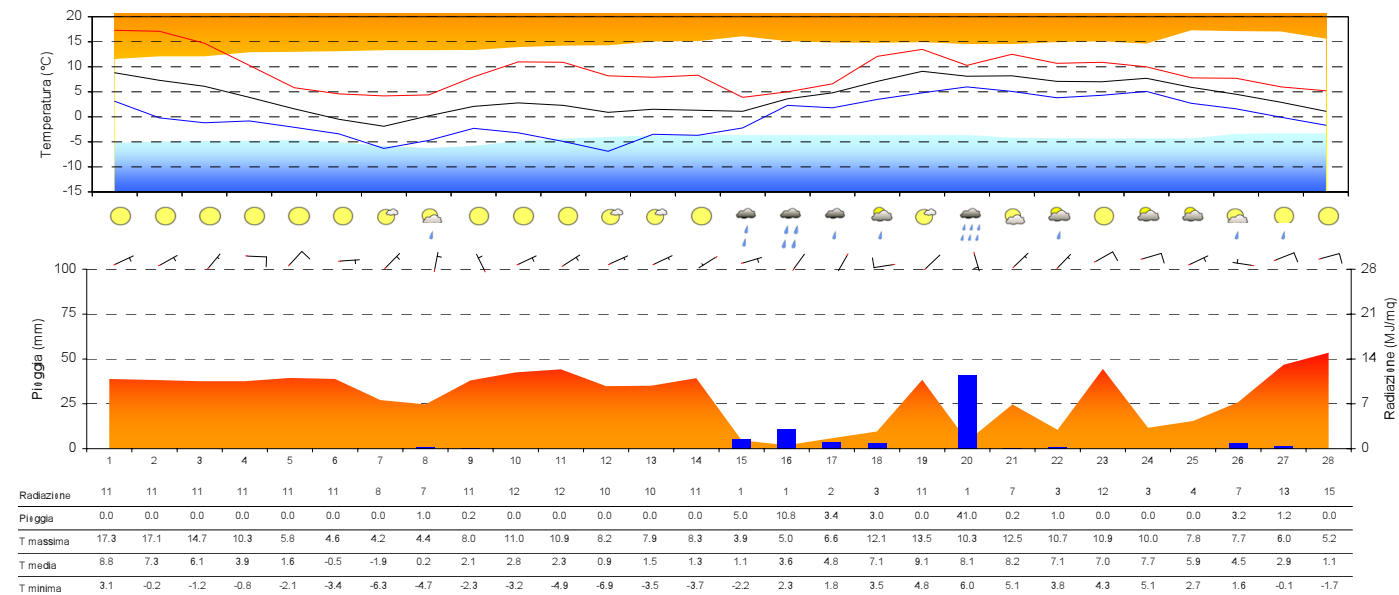 20
15
10
5
0
-5
-10
-15
Temperatura (°C)
100
75
50
25
0
Pioggia (mm)
28
21
14
7
0
Radiazione (MJ/mq)
1 2 3 4 5 6 7 8 9 10 11 12 13 14 15 16 17 18 19 20 21 22 23 24 25 26 27 28
Radiazione 11 11 11 11 11 11 8 7 11 12 12 10 10 11 1 1 2 3 11 1 7 3 12 3 4 7 13 15
Pioggia 0.0 0.0 0.0 0.0 0.0 0.0 0.0 1.0 0.2 0.0 0.0 0.0 0.0 0.0 5.0 10.8 3.4 3.0 0.0 41.0 0.2 1.0 0.0 0.0 0.0 3.2 1.2 0.0
T massima 17.3 17.1 14.7 10.3 5.8 4.6 4.2 4.4 8.0 11.0 10.9 8.2 7.9 8.3 3.9 5.0 6.6 12.1 13.5 10.3 12.5 10.7 10.9 10.0 7.8 7.7 6.0 5.2
T media 8.8 7.3 6.1 3.9 1.6 -0.5 -1.9 0.2 2.1 2.8 2.3 0.9 1.5 1.3 1.1 3.6 4.8 7.1 9.1 8.1 8.2 7.1 7.0 7.7 5.9 4.5 2.9 1.1
T minima 3.1 -0.2 -1.2 -0.8 -2.1 -3.4 -6.3 -4.7 -2.3 -3.2 -4.9 -6.9 -3.5 -3.7 -2.2 2.3 1.8 3.5 4.8 6.0 5.1 3.8 4.3 5.1 2.7 1.6 -0.1 -1.7